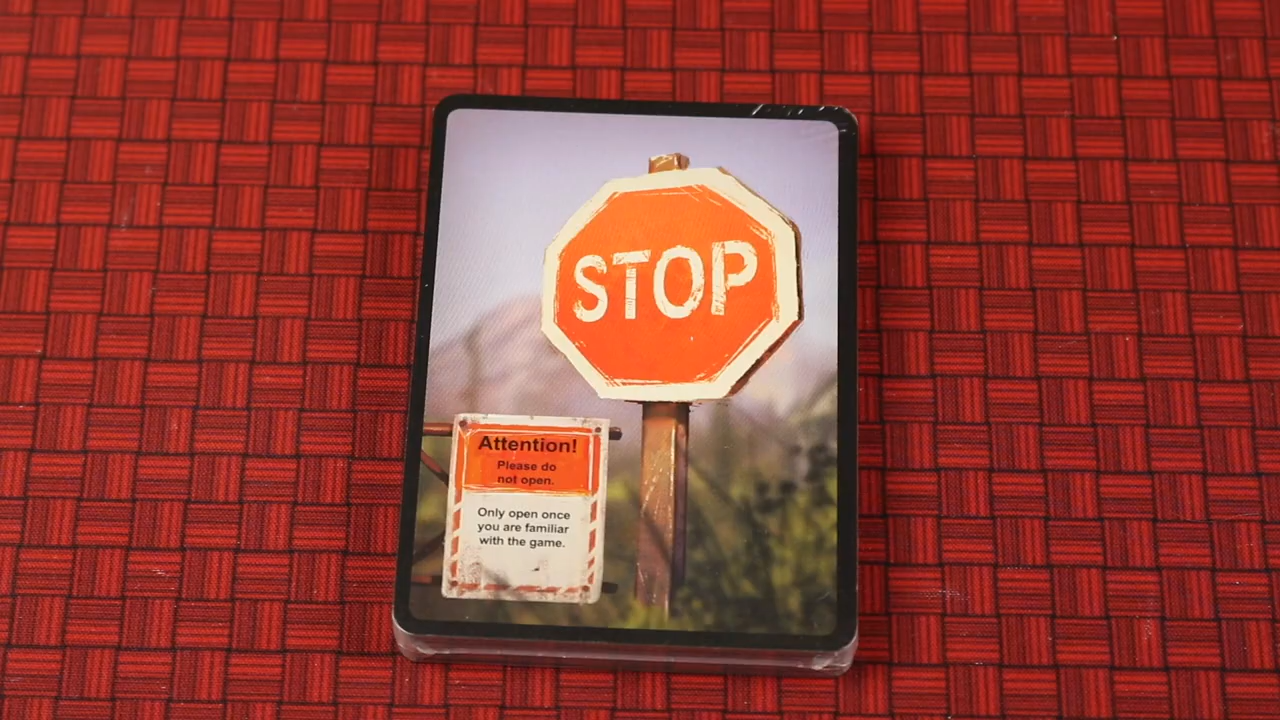 STOP
Attention!
Please do
not open.
Only open once
you are familiar
with the game.